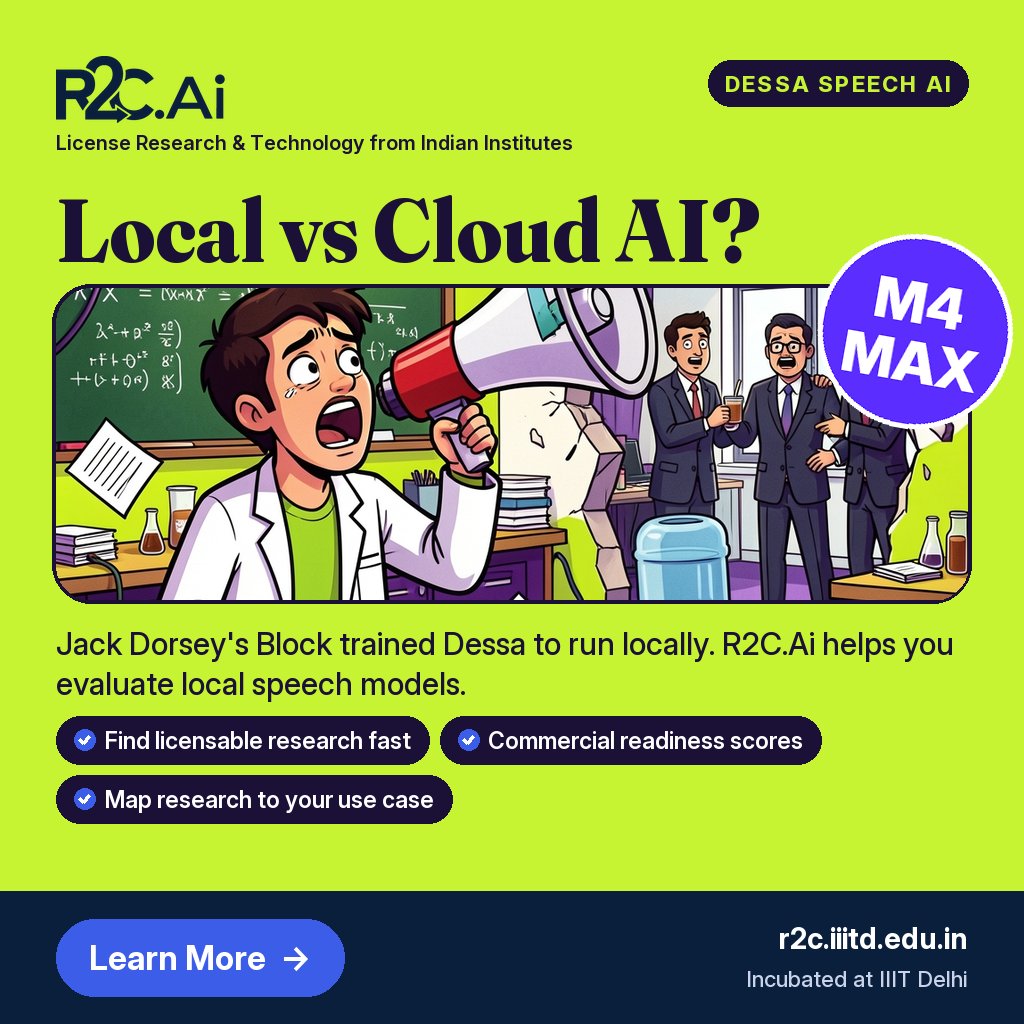 R2C.Ai
DESSA SPEECH AI
License Research & Technology from Indian Institutes
Local vs Cloud AI?
M4
MAX
Jack Dorsey's Block trained Dessa to run locally. R2C.Ai helps you
evaluate local speech models.
Find licensable research fast
Commercial readiness scores
Map research to your use case
Learn More →
r2c.iiitd.edu.in
Incubated at IIIT Delhi